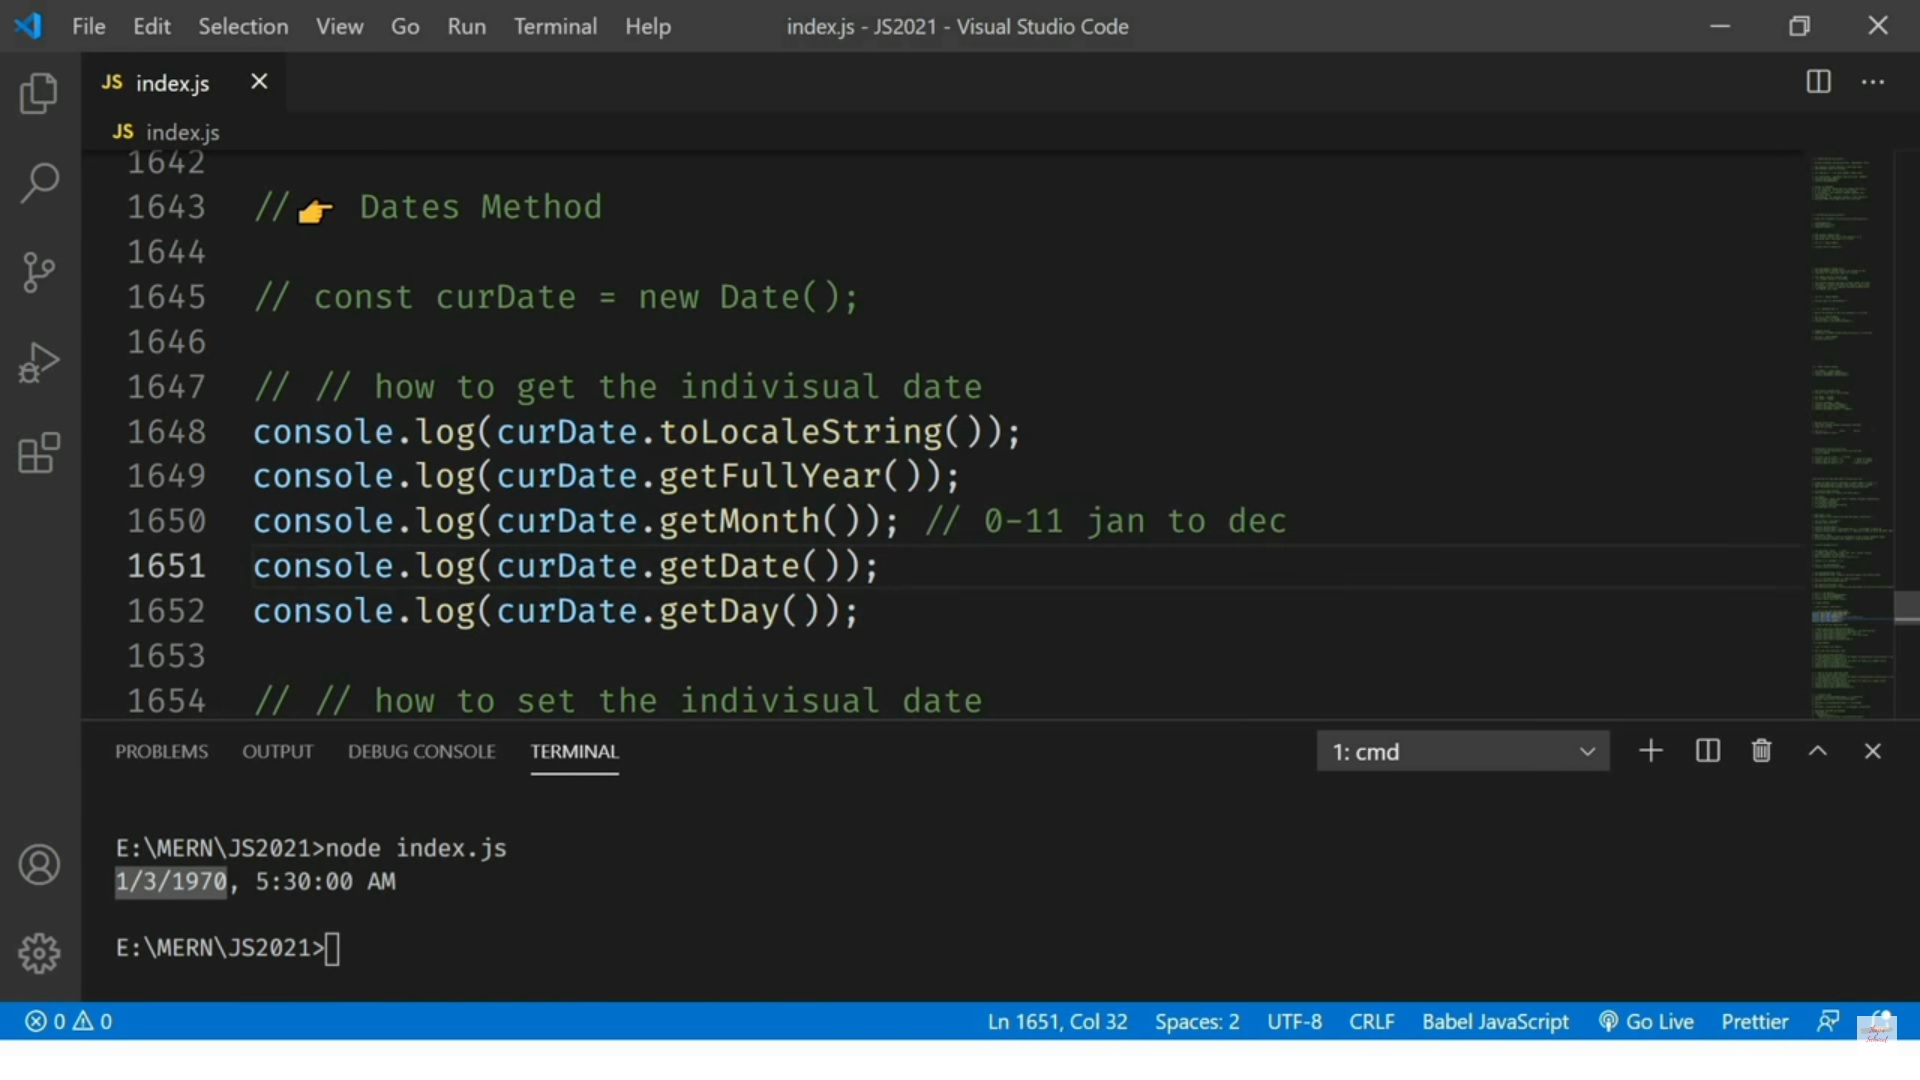 File Edit Selection View Go Run Terminal Help index.js - JS2021 - Visual Studio Code
JS index.js
JS index.js
1642
1643 //👉 Dates Method
1644
1645 // const curDate = new Date();
1646
1647 // // how to get the indivisual date
1648 console.log(curDate.toLocaleString());
1649 console.log(curDate.getFullYear());
1650 console.log(curDate.getMonth()); // 0-11 jan to dec
1651 console.log(curDate.getDate());
1652 console.log(curDate.getDay());
1653
1654 // // how to set the indivisual date
PROBLEMS OUTPUT DEBUG CONSOLE TERMINAL 1: cmd
E:\MERN\JS2021>node index.js
1/3/1970, 5:30:00 AM
E:\MERN\JS2021>
0 0 Ln 1651, Col 32 Spaces: 2 UTF-8 CRLF Babel JavaScript Go Live Prettier